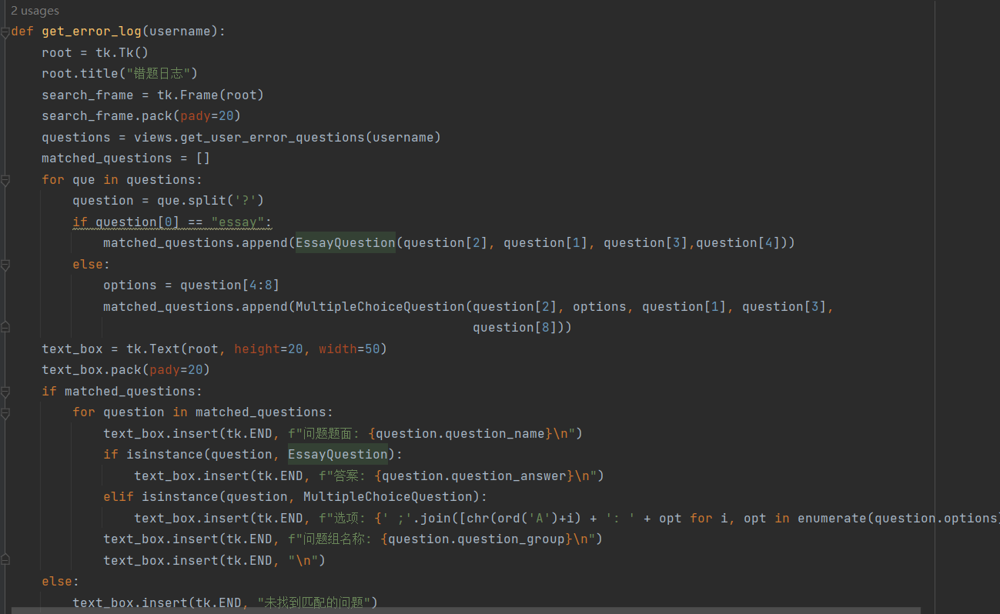 2 usages
def get_error_log(username):
    root = tk.Tk()
    root.title("错题日志")
    search_frame = tk.Frame(root)
    search_frame.pack(pady=20)
    questions = views.get_user_error_questions(username)
    matched_questions = []
    for que in questions:
        question = que.split('?')
        if question[0] == "essay":
            matched_questions.append(EssayQuestion(question[2], question[1], question[3],question[4]))
        else:
            options = question[4:8]
            matched_questions.append(MultipleChoiceQuestion(question[2], options, question[1], question[3],
                                                            question[8]))
    text_box = tk.Text(root, height=20, width=50)
    text_box.pack(pady=20)
    if matched_questions:
        for question in matched_questions:
            text_box.insert(tk.END, f"问题题面: {question.question_name}\n")
            if isinstance(question, EssayQuestion):
                text_box.insert(tk.END, f"答案: {question.question_answer}\n")
            elif isinstance(question, MultipleChoiceQuestion):
                text_box.insert(tk.END, f"选项: {' ;'.join([chr(ord('A')+i) + ': ' + opt for i, opt in enumerate(question.options)
            text_box.insert(tk.END, f"问题组名称: {question.question_group}\n")
            text_box.insert(tk.END, "\n")
    else:
        text_box.insert(tk.END, "未找到匹配的问题")